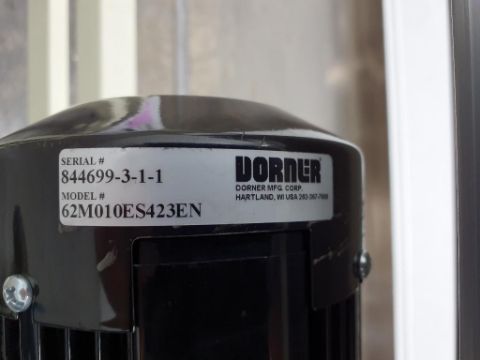 SERIAL #
844699-3-1-1
MODEL #
62M010ES423EN
DORNER
DORNER MFG. CORP.
HARTLAND, WI USA